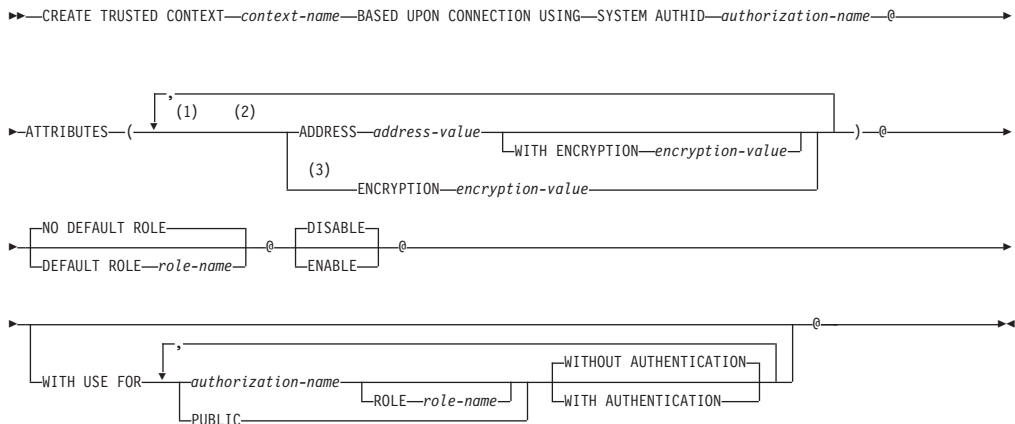 CREATE TRUSTED CONTEXT context-name BASED UPON CONNECTION USING SYSTEM AUTHID authorization-name @
,
(1) (2)
ATTRIBUTES ( ADDRESS address-value ) @
WITH ENCRYPTION encryption-value
(3)
ENCRYPTION encryption-value
NO DEFAULT ROLE DISABLE
@ @
DEFAULT ROLE role-name ENABLE
@
,
WITHOUT AUTHENTICATION
WITH USE FOR authorization-name
ROLE role-name WITH AUTHENTICATION
PUBLIC